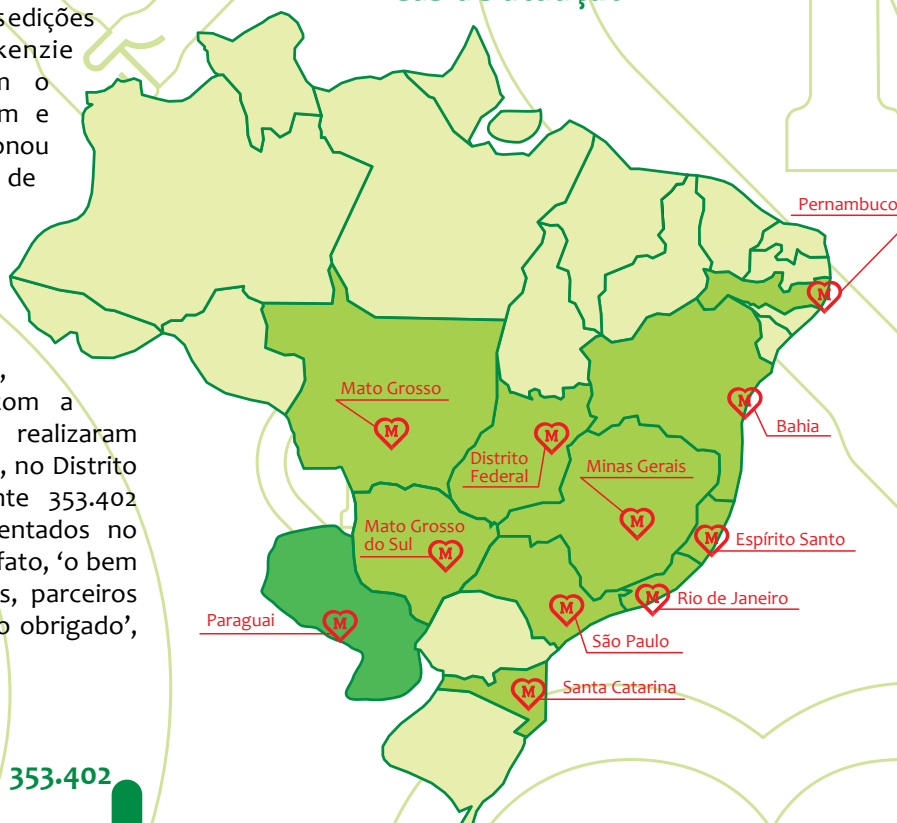 sedições
kenzie
o
m e
onou
de
,
com a
realizaram
, no Distrito
nte 353.402
entados no
fato, ‘o bem
s, parceiros
o obrigado’,
353.402
Pernambuco
M
Mato Grosso
M
M
Bahia
Distrito
Federal
M
Minas Gerais
M
Mato Grosso
do Sul
M
M
Espírito Santo
Paraguai
M
M
Rio de Janeiro
M
São Paulo
M
Santa Catarina